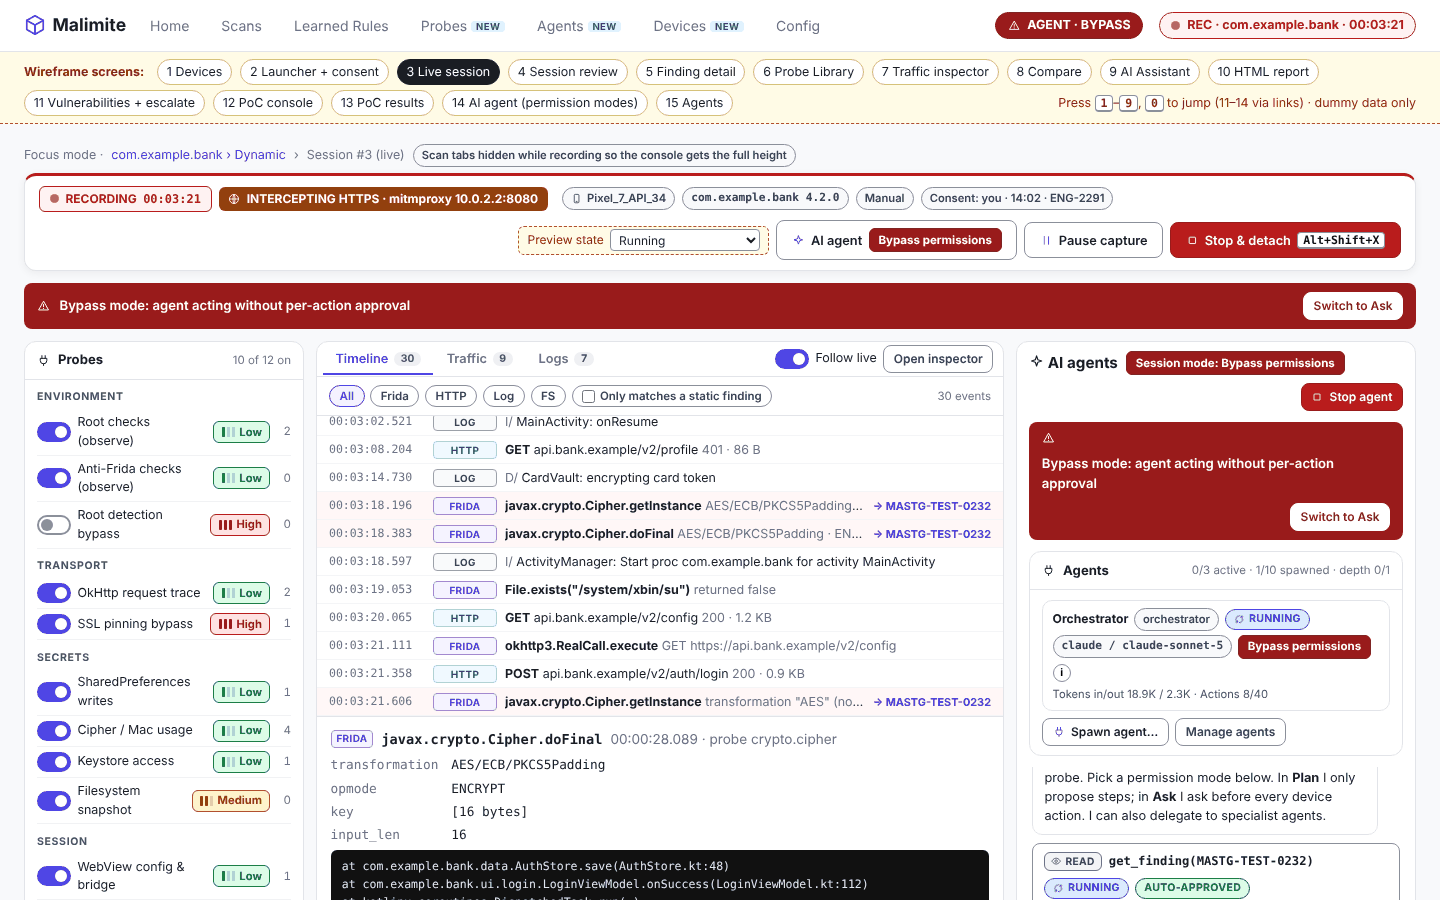 Malimite Home Scans Learned Rules Probes NEW Agents NEW Devices NEW Config AGENT · BYPASS REC · com.example.bank · 00:03:21
Wireframe screens: 1 Devices 2 Launcher + consent 3 Live session 4 Session review 5 Finding detail 6 Probe Library 7 Traffic inspector 8 Compare 9 AI Assistant 10 HTML report
11 Vulnerabilities + escalate 12 PoC console 13 PoC results 14 AI agent (permission modes) 15 Agents Press 1–9, 0 to jump (11–14 via links) · dummy data only
Focus mode · com.example.bank › Dynamic › Session #3 (live) Scan tabs hidden while recording so the console gets the full height
RECORDING 00:03:21 INTERCEPTING HTTPS · mitmproxy 10.0.2.2:8080 Pixel_7_API_34 com.example.bank 4.2.0 Manual Consent: you · 14:02 · ENG-2291
Preview state Running AI agent Bypass permissions Pause capture Stop & detach Alt+Shift+X
Bypass mode: agent acting without per-action approval Switch to Ask
Probes 10 of 12 on
ENVIRONMENT
Root checks (observe) Low 2
Anti-Frida checks (observe) Low 0
Root detection bypass High 0
TRANSPORT
OkHttp request trace Low 2
SSL pinning bypass High 1
SECRETS
SharedPreferences writes Low 1
Cipher / Mac usage Low 4
Keystore access Low 1
Filesystem snapshot Medium 0
SESSION
WebView config & bridge Low 1
Timeline 30 Traffic 9 Logs 7 Follow live Open inspector
All Frida HTTP Log FS Only matches a static finding 30 events
00:03:02.521 LOG I/ MainActivity: onResume
00:03:08.204 HTTP GET api.bank.example/v2/profile 401 · 86 B
00:03:14.730 LOG D/ CardVault: encrypting card token
00:03:18.196 FRIDA javax.crypto.Cipher.getInstance AES/ECB/PKCS5Padding… → MASTG-TEST-0232
00:03:18.383 FRIDA javax.crypto.Cipher.doFinal AES/ECB/PKCS5Padding · EN… → MASTG-TEST-0232
00:03:18.597 LOG I/ ActivityManager: Start proc com.example.bank for activity MainActivity
00:03:19.053 FRIDA File.exists("/system/xbin/su") returned false
00:03:20.065 HTTP GET api.bank.example/v2/config 200 · 1.2 KB
00:03:21.111 FRIDA okhttp3.RealCall.execute GET https://api.bank.example/v2/config
00:03:21.358 HTTP POST api.bank.example/v2/auth/login 200 · 0.9 KB
00:03:21.606 FRIDA javax.crypto.Cipher.getInstance transformation "AES" (no… → MASTG-TEST-0232
FRIDA javax.crypto.Cipher.doFinal 00:00:28.089 · probe crypto.cipher
transformation AES/ECB/PKCS5Padding
opmode ENCRYPT
key [16 bytes]
input_len 16
at com.example.bank.data.AuthStore.save(AuthStore.kt:48)
at com.example.bank.ui.login.LoginViewModel.onSuccess(LoginViewModel.kt:112)
AI agents Session mode: Bypass permissions
Stop agent
Bypass mode: agent acting without per-action
approval
Switch to Ask
Agents 0/3 active · 1/10 spawned · depth 0/1
Orchestrator orchestrator RUNNING
claude / claude-sonnet-5 Bypass permissions
i
Tokens in/out 18.9K / 2.3K · Actions 8/40
Spawn agent… Manage agents
probe. Pick a permission mode below. In Plan I only
propose steps; in Ask I ask before every device
action. I can also delegate to specialist agents.
READ get_finding(MASTG-TEST-0232)
RUNNING AUTO-APPROVED